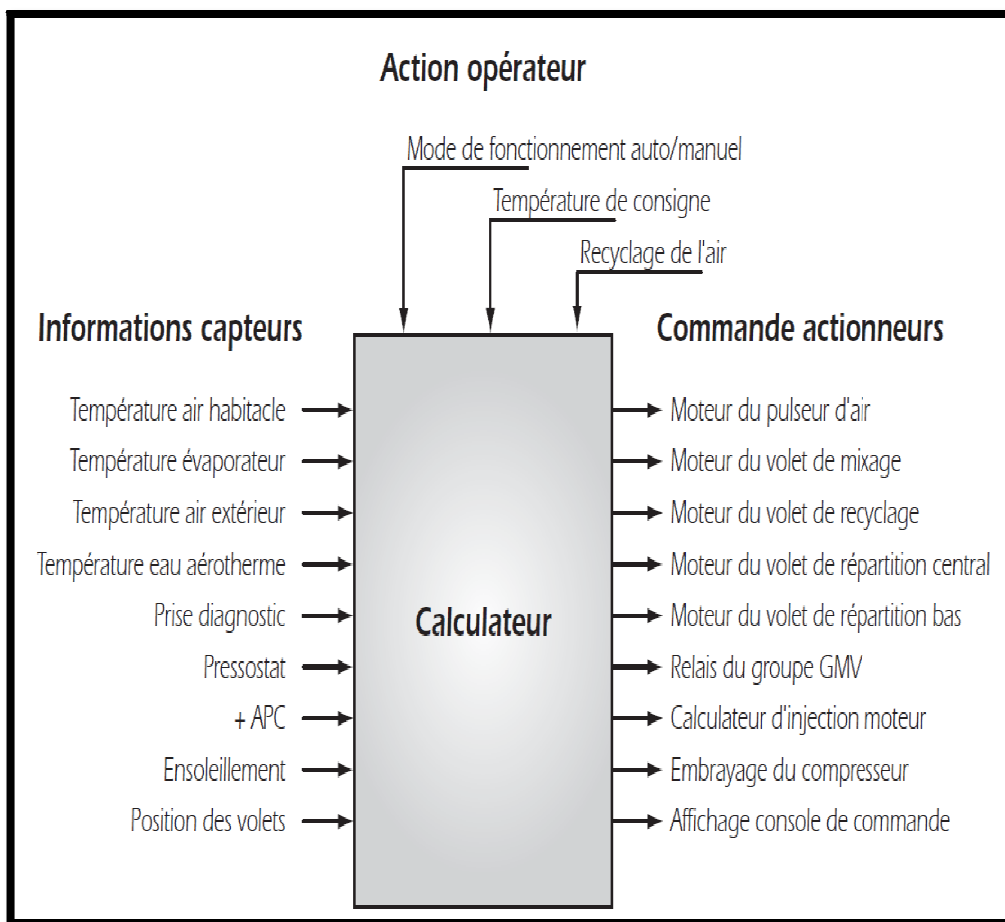 Action opérateur
Mode de fonctionnement auto/manuel
Température de consigne
Recyclage de l'air
Informations capteurs
Température air habitacle
Température évaporateur
Température air extérieur
Température eau aérotherme
Prise diagnostic
Pressostat
+ APC
Ensoleillement
Position des volets
Calculateur
Commande actionneurs
Moteur du pulseur d'air
Moteur du volet de mixage
Moteur du volet de recyclage
Moteur du volet de répartition central
Moteur du volet de répartition bas
Relais du groupe GMV
Calculateur d'injection moteur
Embrayage du compresseur
Affichage console de commande